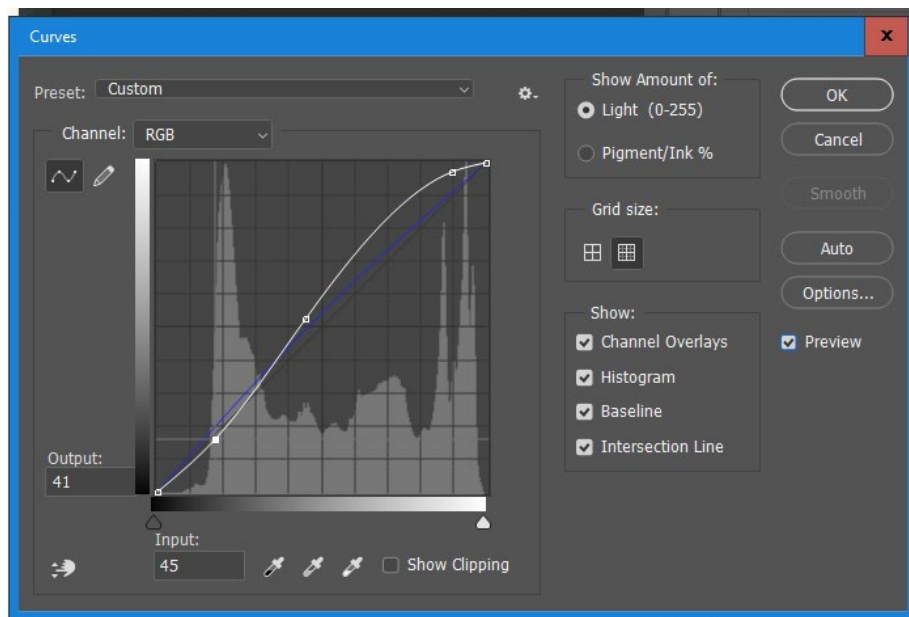 Curves
x
Preset: Custom
Channel: RGB
Output:
41
Input:
45
Show Clipping
Show Amount of:
Light (0-255)
Pigment/Ink %
Grid size:
Show:
Channel Overlays
Histogram
Baseline
Intersection Line
OK
Cancel
Smooth
Auto
Options...
Preview